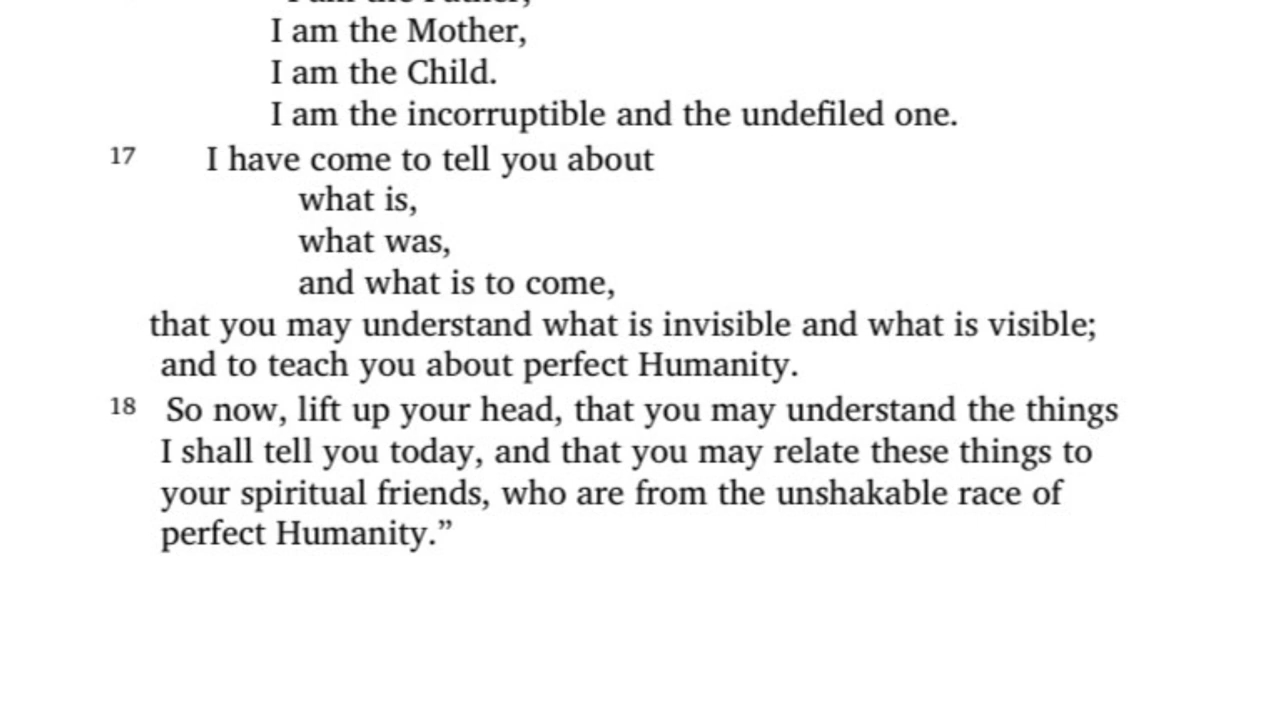 I am the Father,
I am the Mother,
I am the Child.
I am the incorruptible and the undefiled one.
17 I have come to tell you about
what is,
what was,
and what is to come,
that you may understand what is invisible and what is visible;
and to teach you about perfect Humanity.
18 So now, lift up your head, that you may understand the things
I shall tell you today, and that you may relate these things to
your spiritual friends, who are from the unshakable race of
perfect Humanity.”